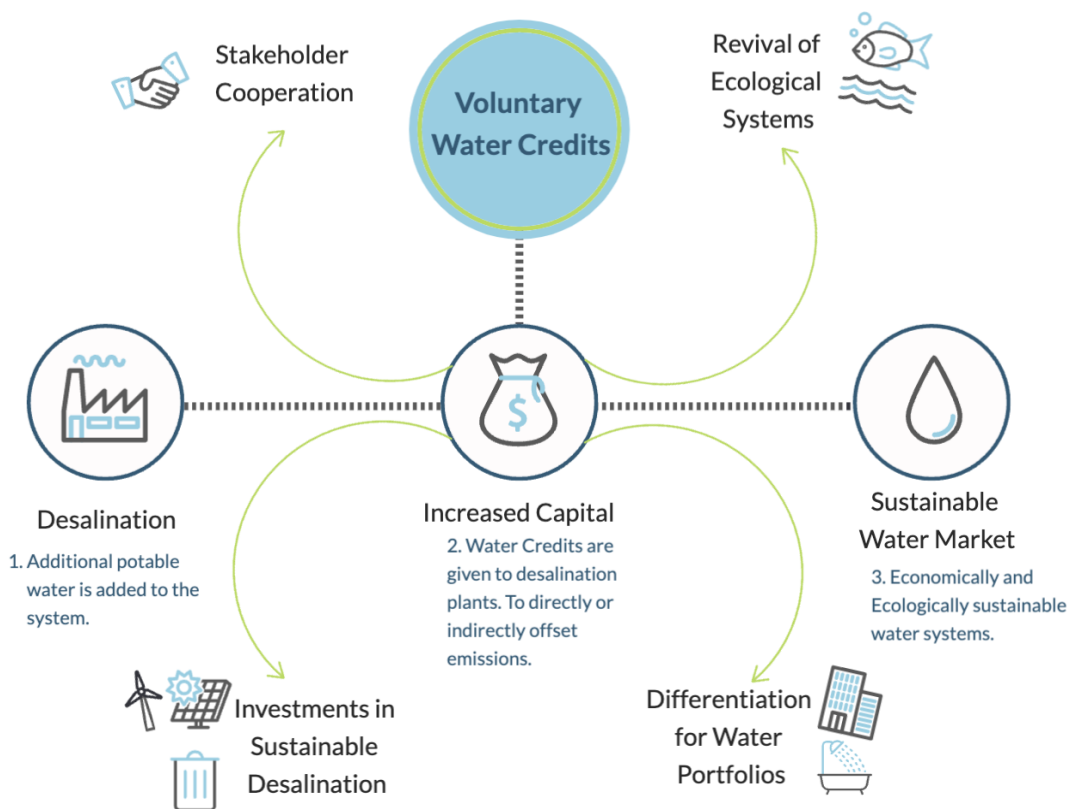 Stakeholder
Cooperation
Voluntary
Water Credits
Revival of
Ecological
Systems
$
Desalination
1. Additional potable
water is added to the
system.
Increased Capital
2. Water Credits are
given to desalination
plants. To directly or
indirectly offset
emissions.
Sustainable
Water Market
3. Economically and
Ecologically sustainable
water systems.
Investments in
Sustainable
Desalination
Differentiation
for Water
Portfolios